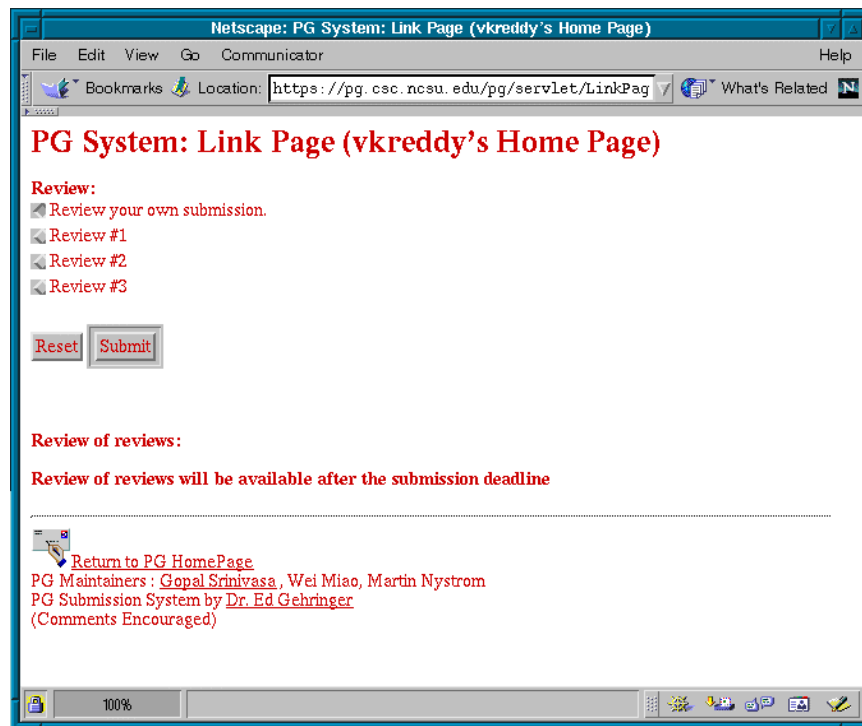 Netscape: PG System: Link Page (vkreddy's Home Page)
File Edit View Go Communicator Help
Bookmarks Location: https://pg.csc.ncsu.edu/pg/servlet/LinkPag What's Related N
PG System: Link Page (vkreddy's Home Page)
Review:
Review your own submission.
Review #1
Review #2
Review #3
Reset Submit
Review of reviews:
Review of reviews will be available after the submission deadline
Return to PG HomePage
PG Maintainers : Gopal Srinivasa , Wei Miao, Martin Nystrom
PG Submission System by Dr. Ed Gehringer
(Comments Encouraged)
100%